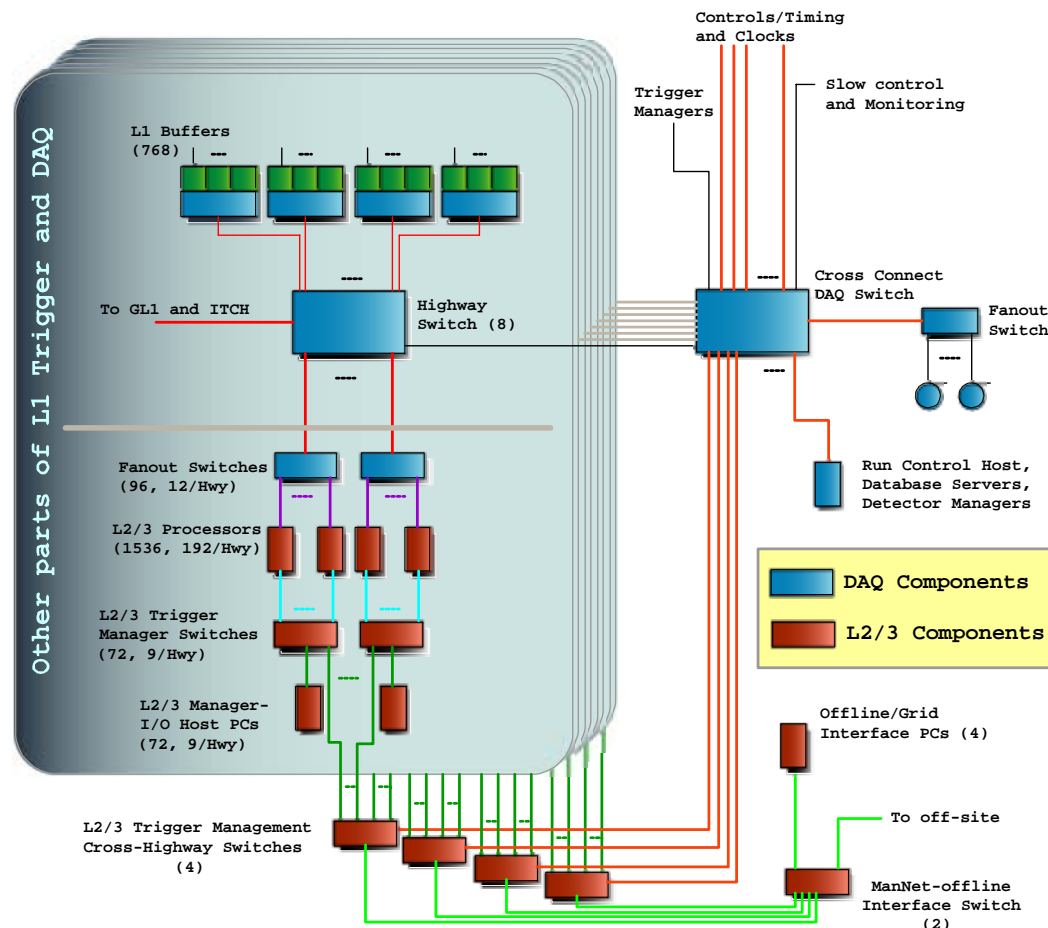 Other parts of L1 Trigger and DAQ
Controls/Timing
and Clocks
Slow control
and Monitoring
Trigger
Managers
L1 Buffers
(768)
To GL1 and ITCH
Highway
Switch (8)
Cross Connect
DAQ Switch
Fanout
Switch
Fanout Switches
(96, 12/Hwy)
Run Control Host,
Database Servers,
Detector Managers
L2/3 Processors
(1536, 192/Hwy)
DAQ Components
L2/3 Components
L2/3 Trigger
Manager Switches
(72, 9/Hwy)
L2/3 Manager-
I/O Host PCs
(72, 9/Hwy)
Offline/Grid
Interface PCs (4)
To off-site
L2/3 Trigger Management
Cross-Highway Switches
(4)
ManNet-offline
Interface Switch
(2)